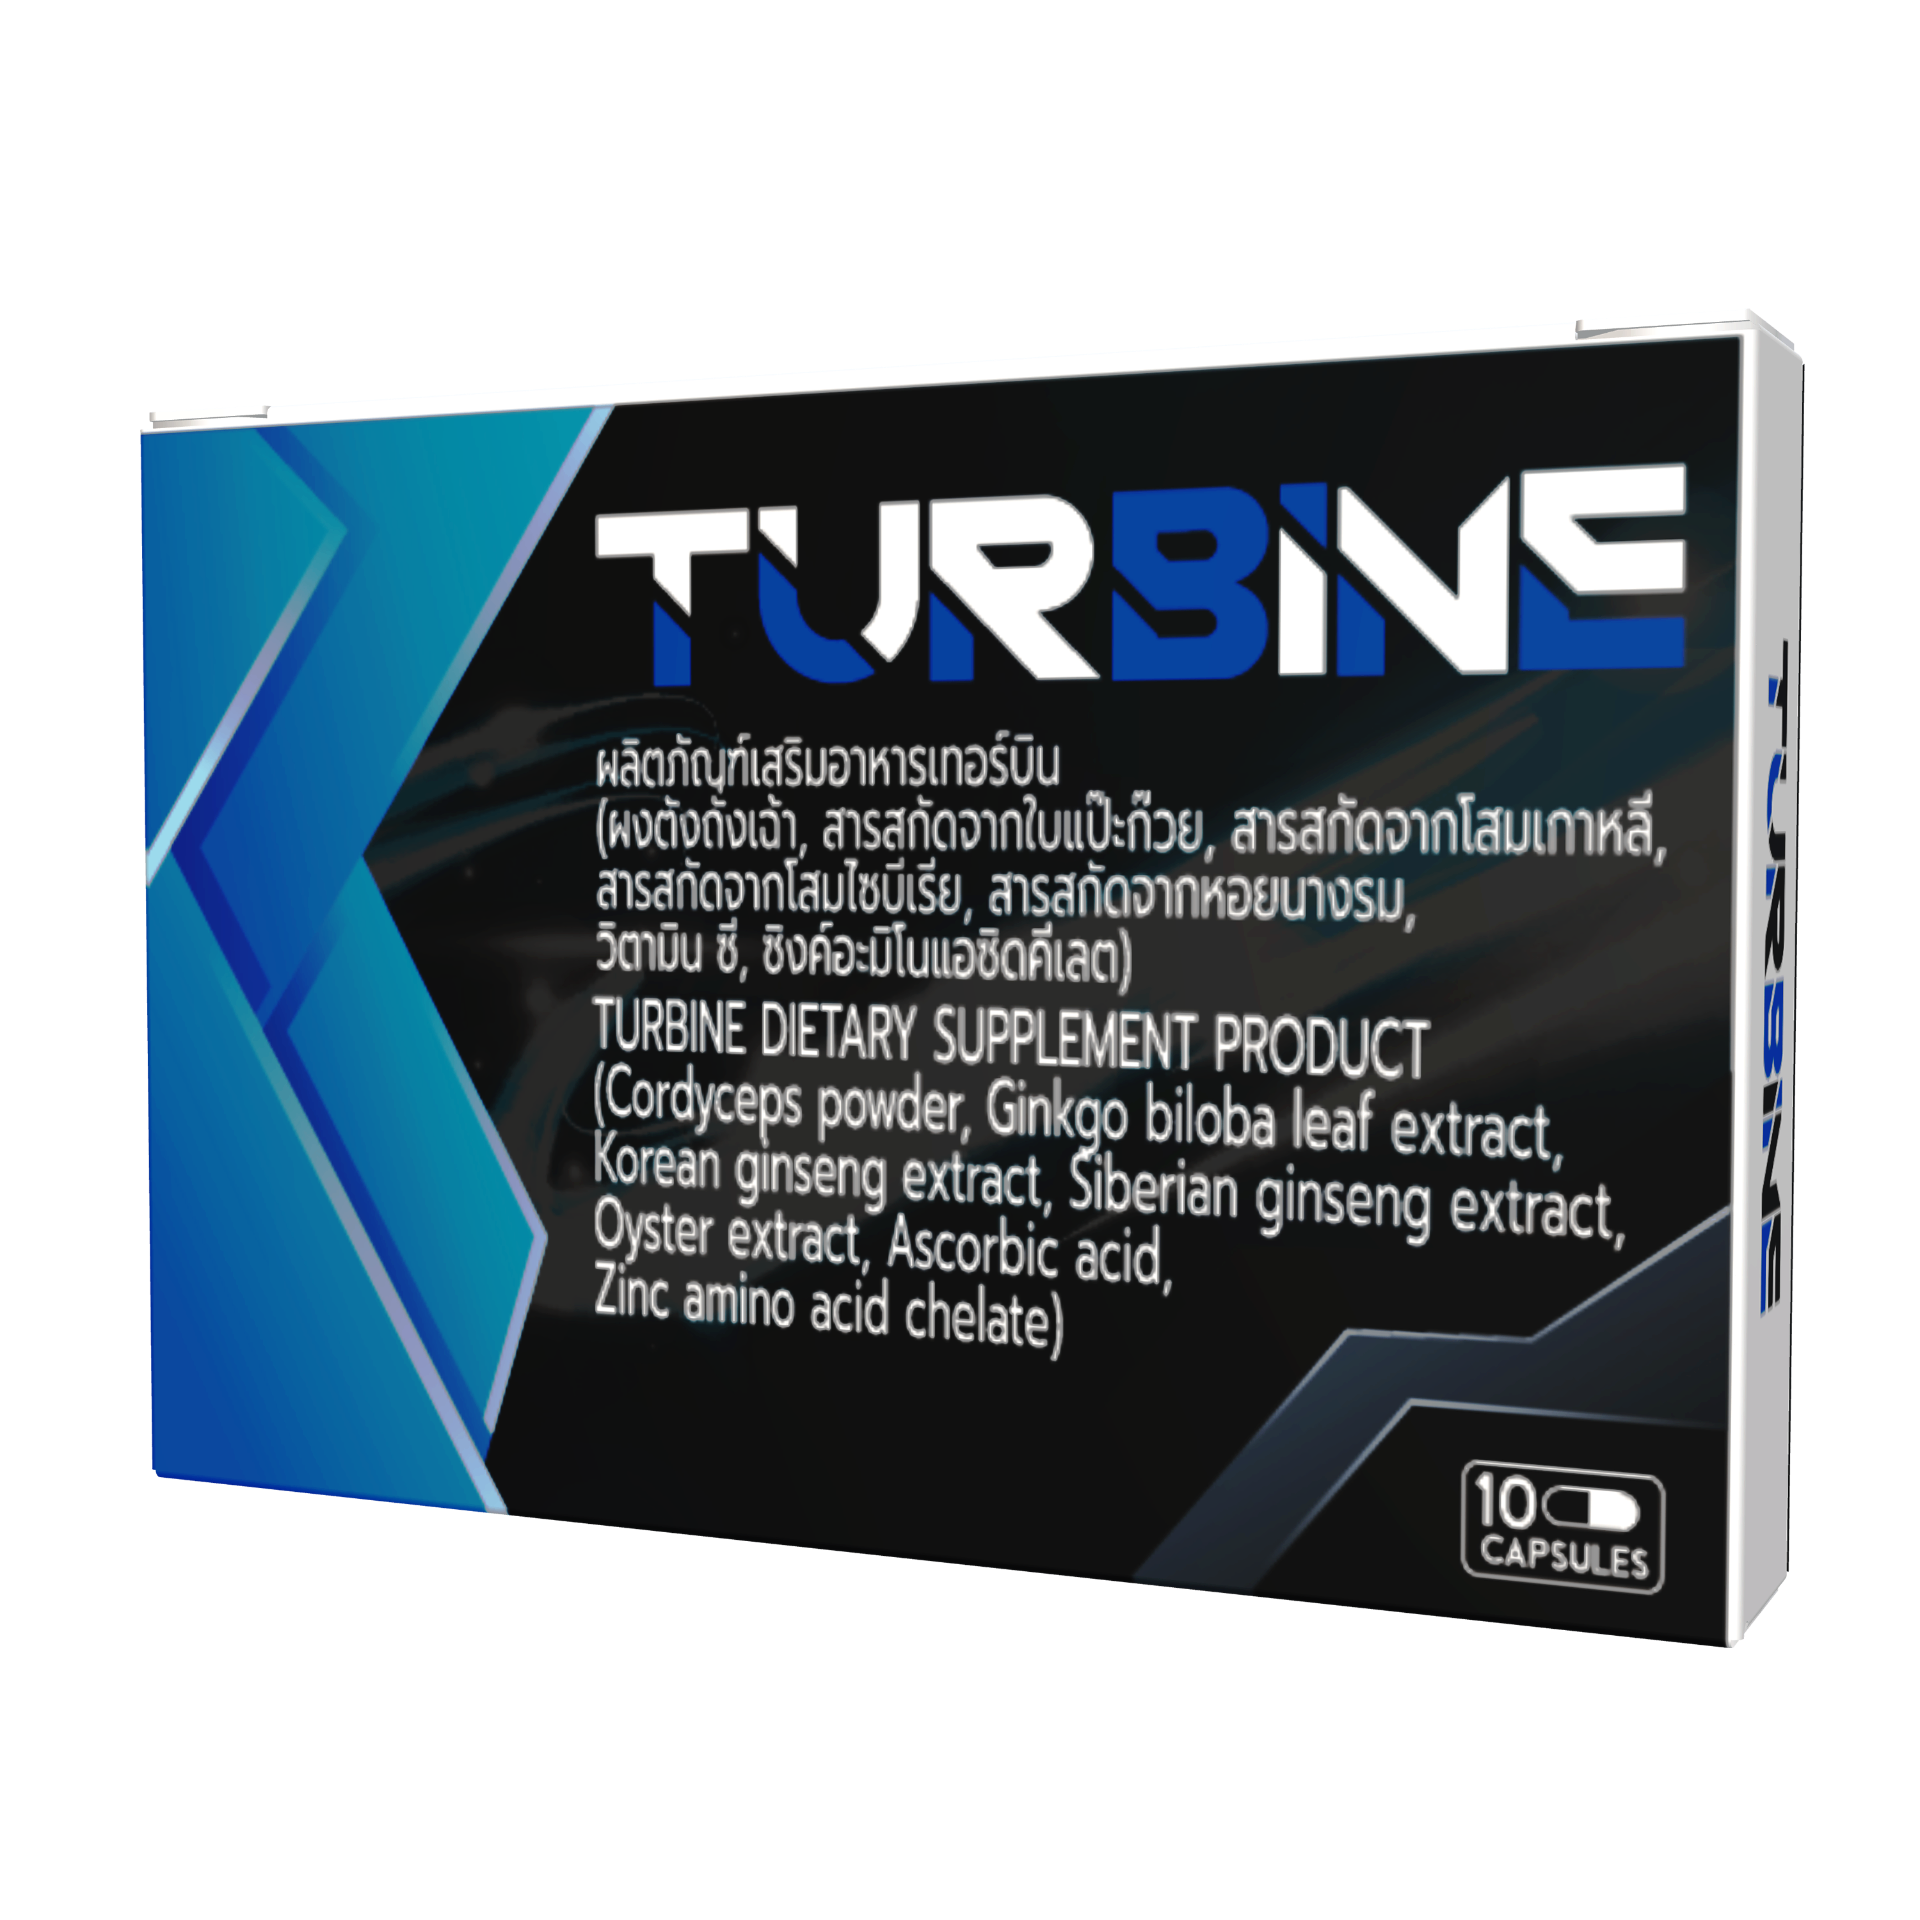 TURBINE
ผลิตภัณฑ์เสริมอาหารเทอร์บิน
(ผงตังถั่งเฉ้า, สารสกัดจากใบแป๊ะก๊วย, สารสกัดจากโสมเกาหลี,
สารสกัดจากโสมไซบีเรีย, สารสกัดจากหอยนางรม,
วิตามิน ซี, ซิงค์อะมิโนแอซิดคีเลต)
TURBINE DIETARY SUPPLEMENT PRODUCT
(Cordyceps powder, Ginkgo biloba leaf extract,
Korean ginseng extract, Siberian ginseng extract,
Oyster extract, Ascorbic acid,
Zinc amino acid chelate)
10
CAPSULES
TURBINE